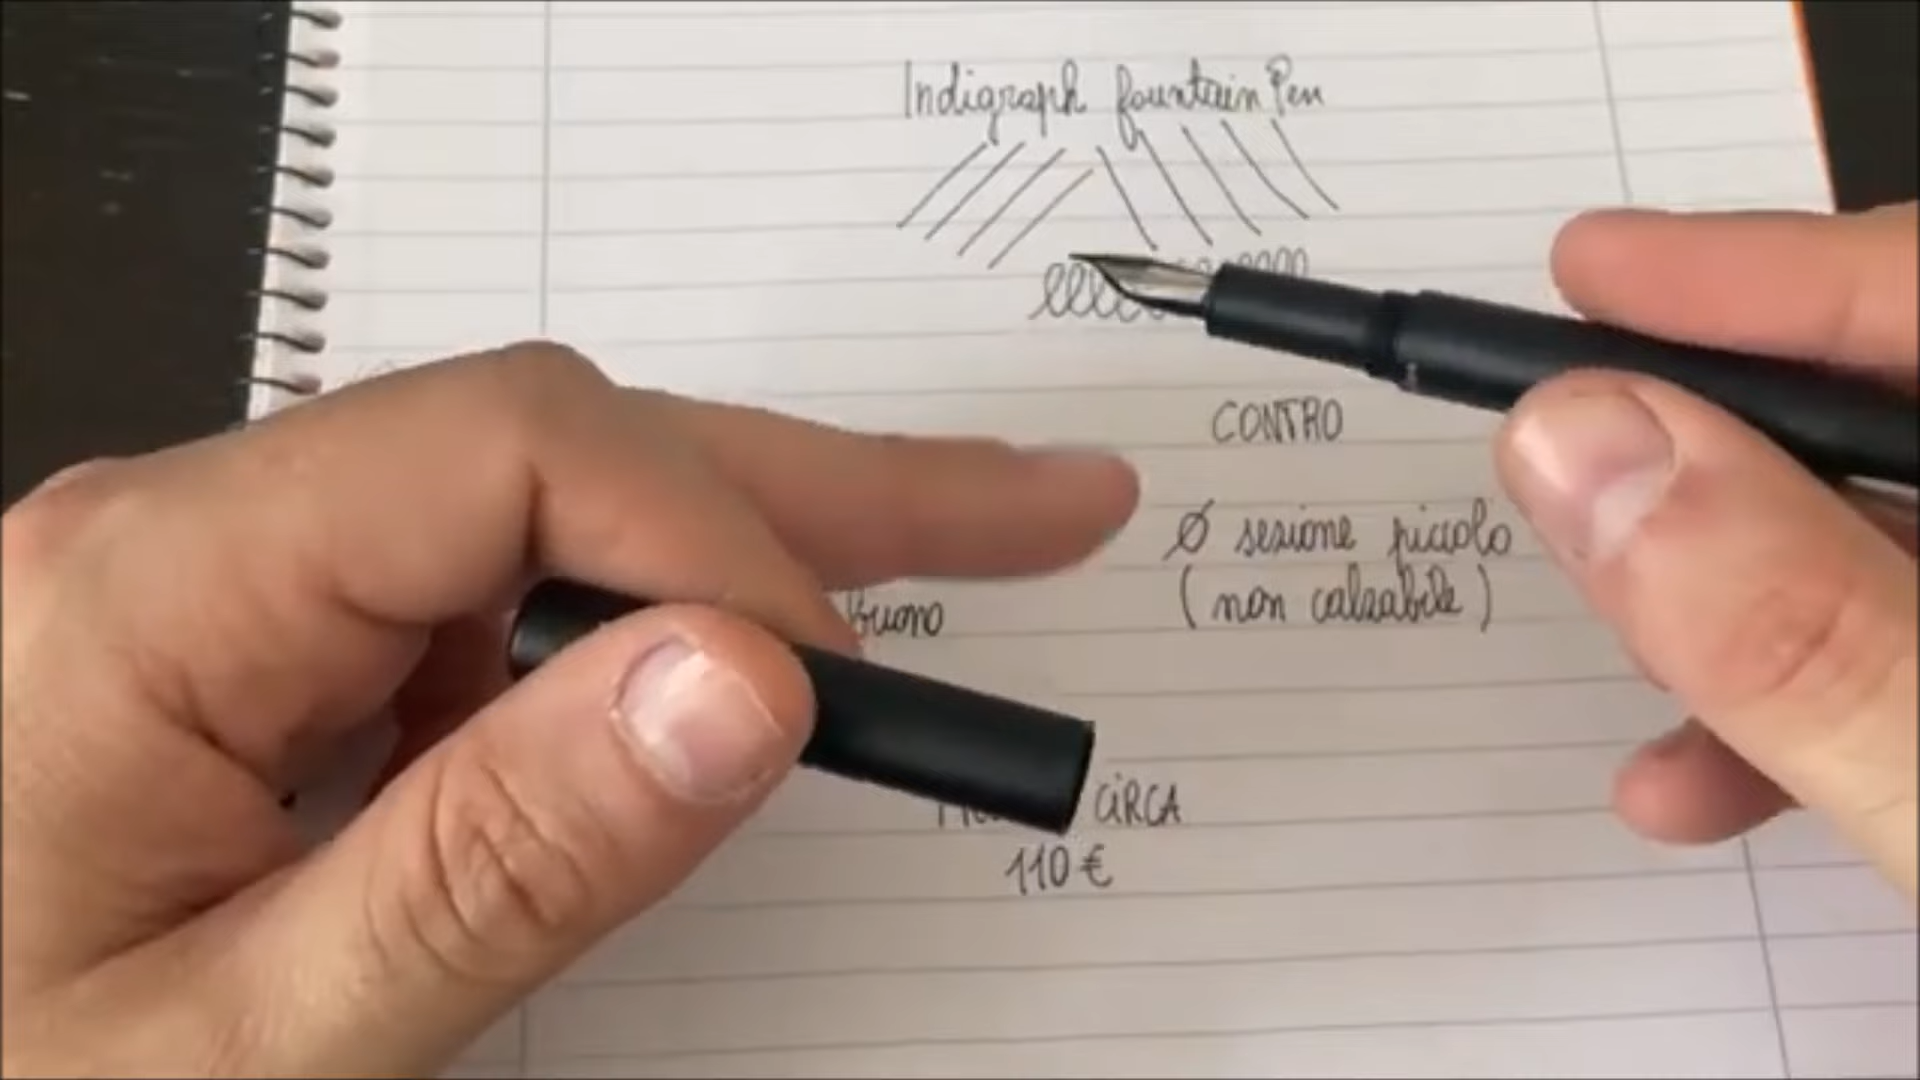 Indigraph fountain Pen
CONTRO
Ø sezione piccolo
Buono
(non calzabile)
CiRCA
110 €